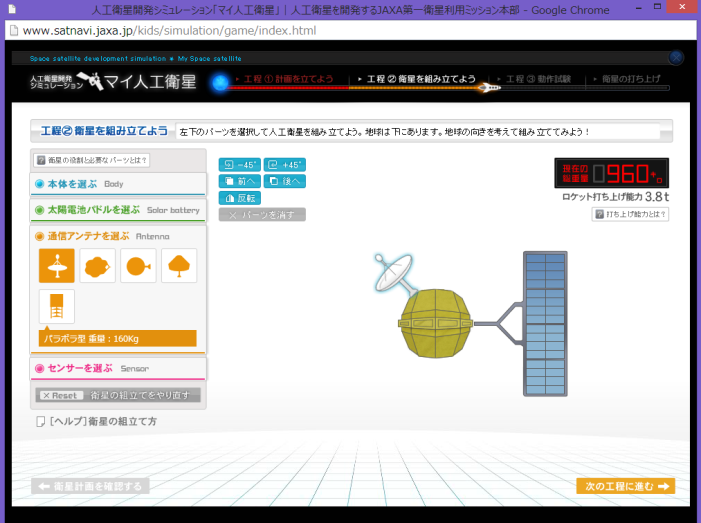 人工衛星開発シミュレーション「マイ人工衛星」 | 人工衛星を開発するJAXA第一衛星利用ミッション本部 - Google Chrome
www.satnavi.jaxa.jp/kids/simulation/game/index.html
Space satellite development simulation * My Space satellite
人工衛星開発
シミュレーション
マイ人工衛星
工程①計画を立てよう
工程②衛星を組み立てよう
工程③動作試験
衛星の打ち上げ
工程②衛星を組み立てよう
左下のパーツを選択して人工衛星を組み立てよう。地球は下にあります。地球の向きを考えて組み立ててみよう！
? 衛星の役割と必要なパーツとは？
本体を選ぶ Body
太陽電池パドルを選ぶ Solar battery
通信アンテナを選ぶ Antenna
パラボラ型 重量：160Kg
センサーを選ぶ Sensor
×Reset 衛星の組立てをやり直す
[ヘルプ]衛星の組立て方
-45°
+45°
前へ
後へ
反転
× パーツを消す
現在の
総重量
0960
ロケット打ち上げ能力 3.8t
? 打ち上げ能力とは？
衛星計画を確認する
次の工程に進む